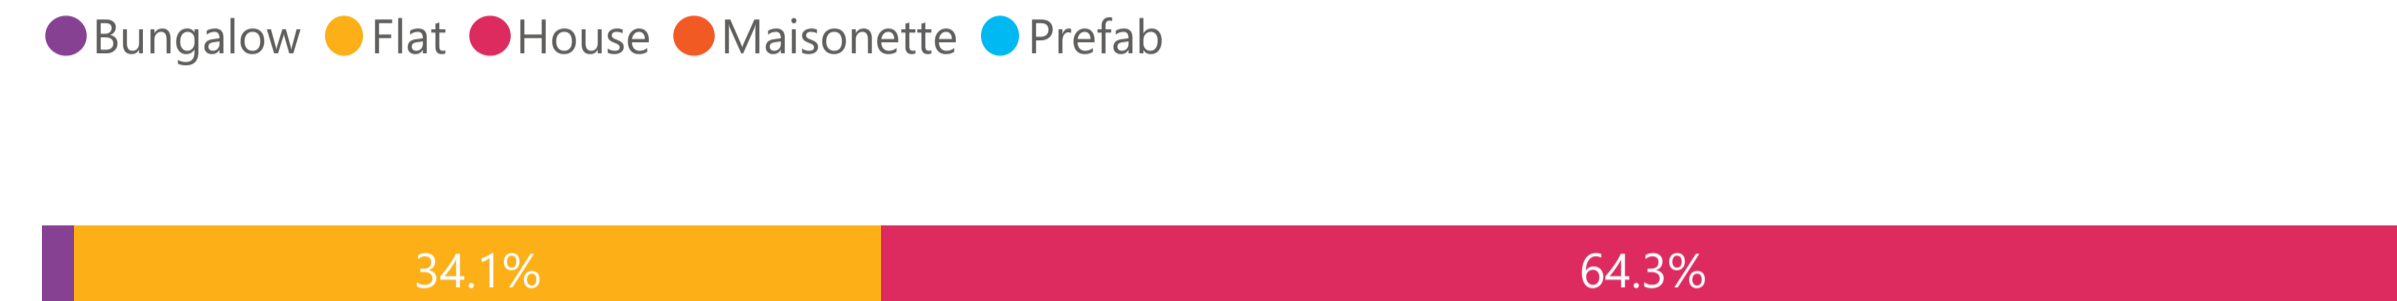 Bungalow Flat House Maisonette Prefab
34.1% 64.3%